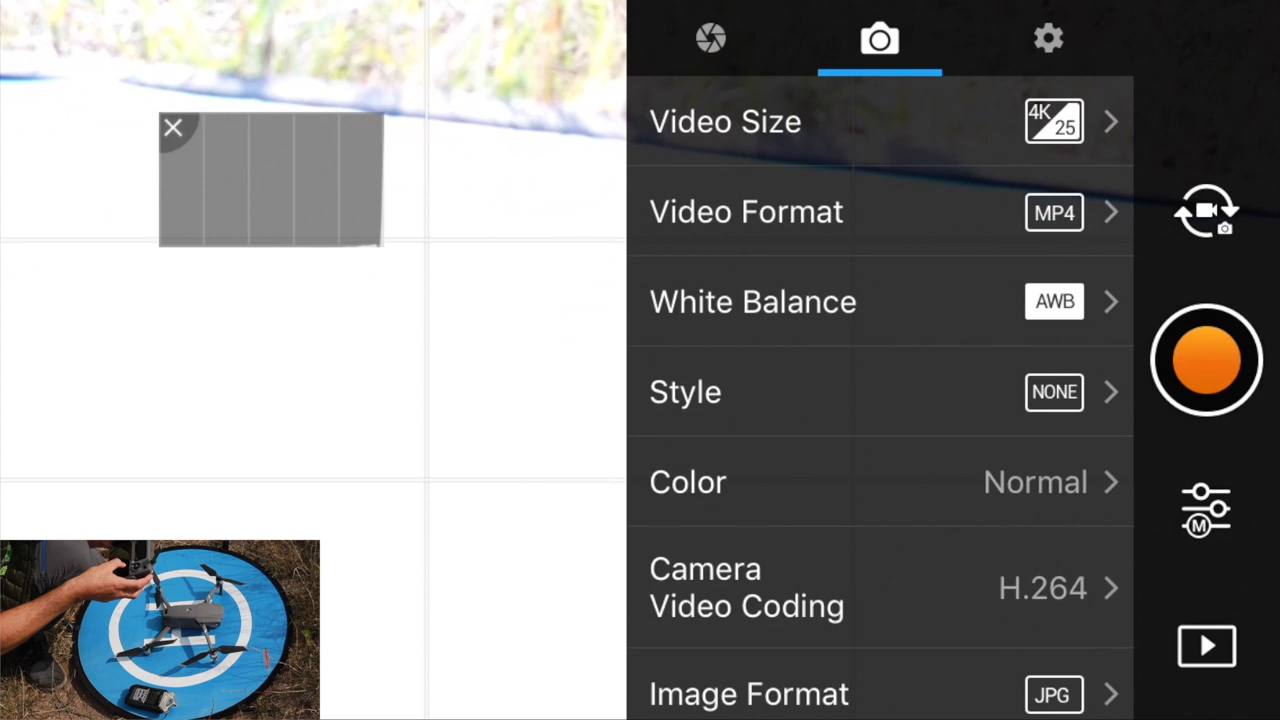 Video Size
4K
25
Video Format
MP4
White Balance
AWB
Style
NONE
Color
Normal
Camera
Video Coding
H.264
M
Image Format
JPG
H